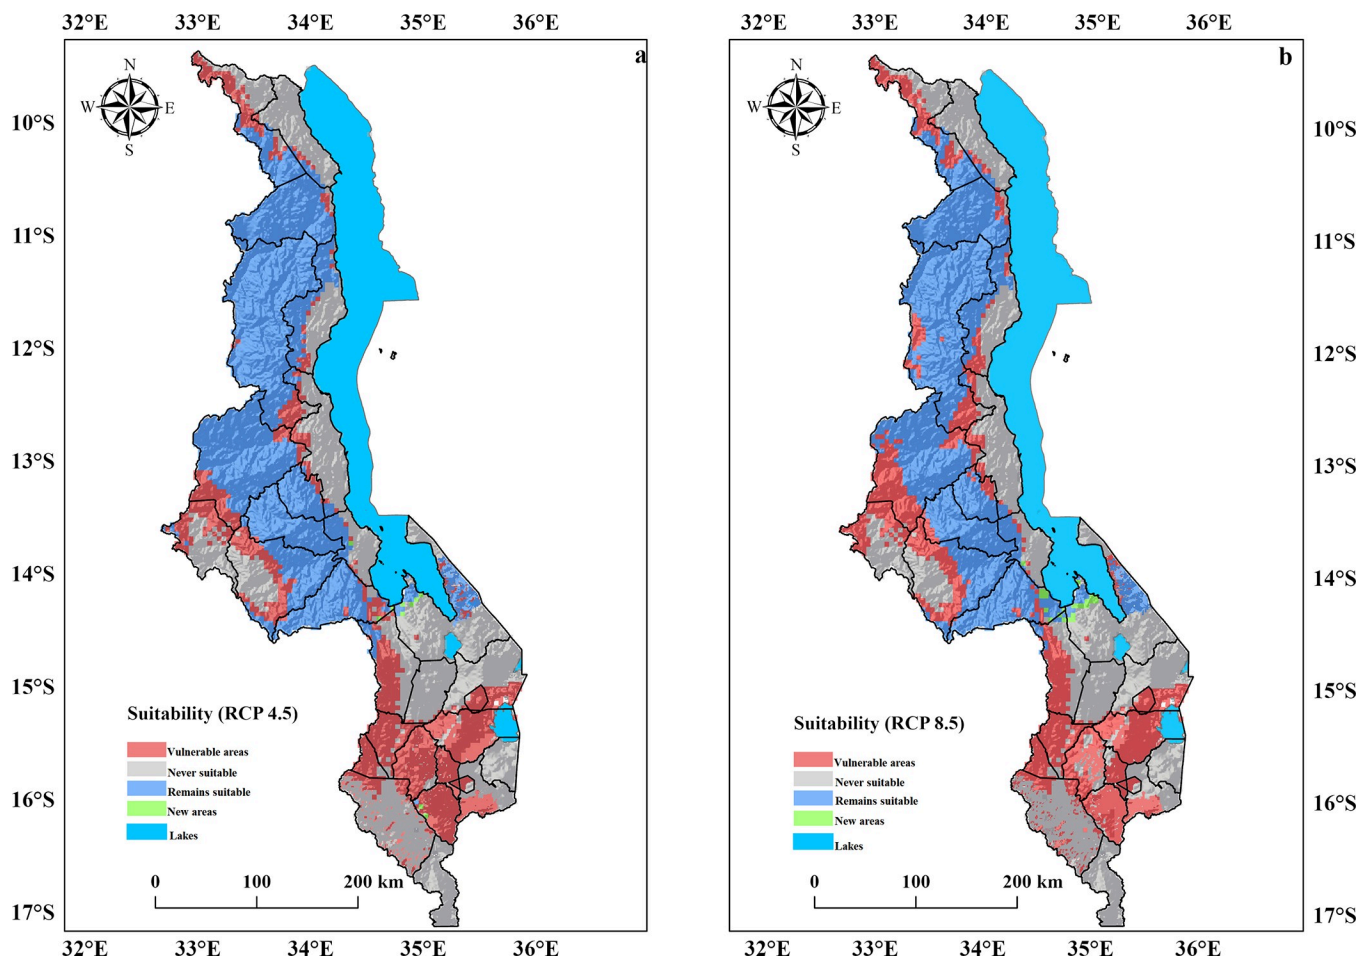 32°E 33°E 34°E 35°E 36°E
a
N
W E
S
10°S
11°S
12°S
13°S
14°S
15°S
16°S
17°S
Suitability (RCP 4.5)
Vulnerable areas
Never suitable
Remains suitable
New areas
Lakes
0 100 200 km
32°E 33°E 34°E 35°E 36°E
32°E 33°E 34°E 35°E 36°E
b
N
W E
S
10°S
11°S
12°S
13°S
14°S
15°S
16°S
17°S
Suitability (RCP 8.5)
Vulnerable areas
Never suitable
Remains suitable
New areas
Lakes
0 100 200 km
32°E 33°E 34°E 35°E 36°E